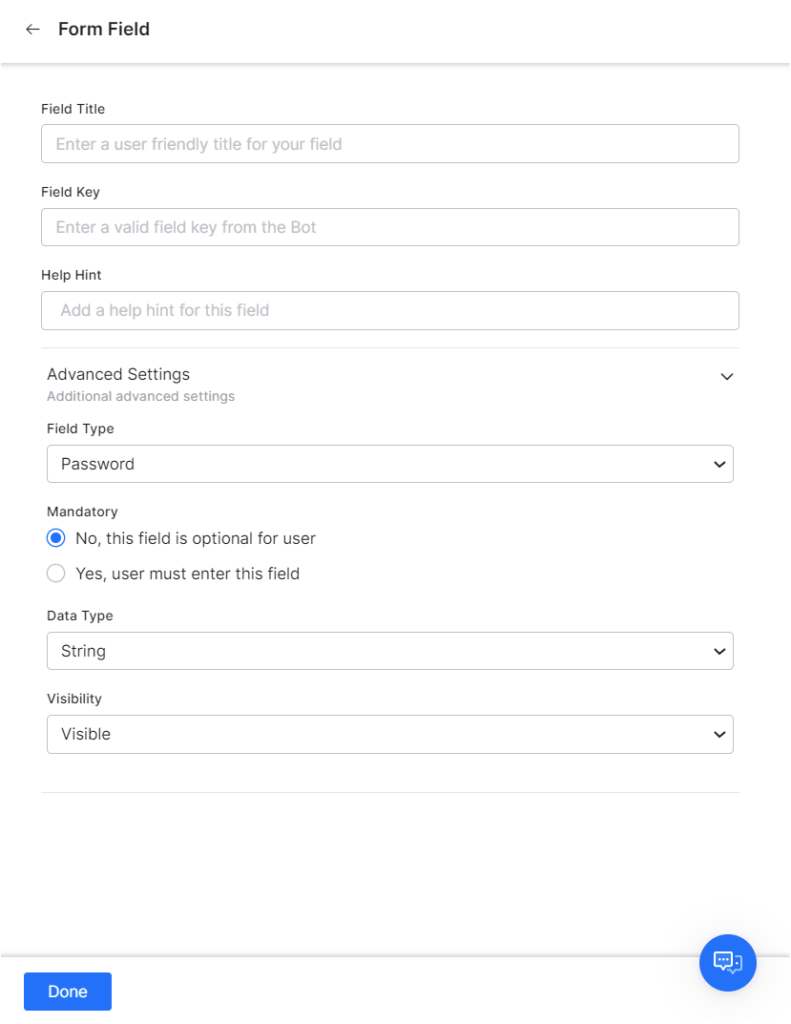 Form Field
Field Title
Enter a user friendly title for your field
Field Key
Enter a valid field key from the Bot
Help Hint
Add a help hint for this field
Advanced Settings
Additional advanced settings
Field Type
Password
Mandatory
No, this field is optional for user
Yes, user must enter this field
Data Type
String
Visibility
Visible
Done